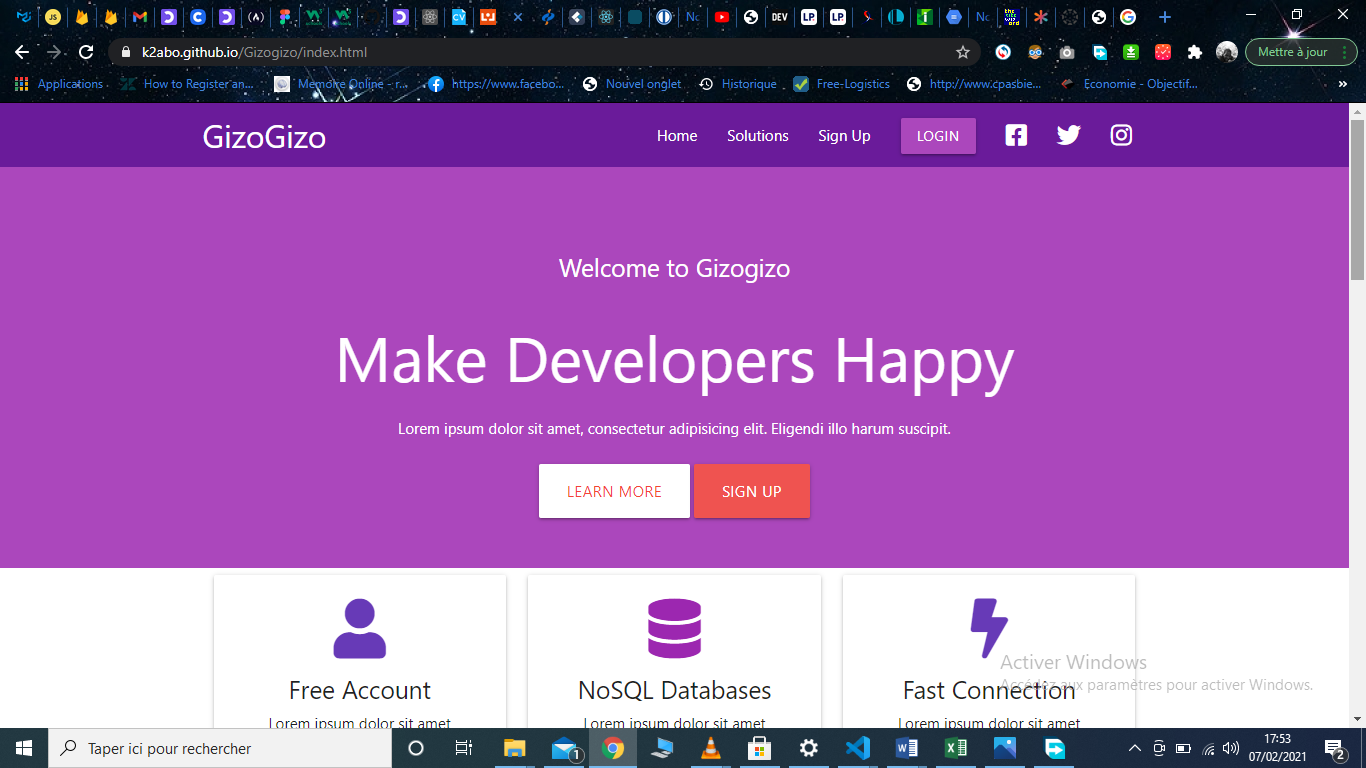 k2abo.github.io/Gizogizo/index.html
Mettre à jour
Applications
How to Register an...
Mémoire Online - r...
https://www.facebo...
Nouvel onglet
Historique
Free-Logistics
http://www.cpasbie...
Economie - Objectif...
GizoGizo
Home
Solutions
Sign Up
LOGIN
Welcome to Gizogizo
Make Developers Happy
Lorem ipsum dolor sit amet, consectetur adipisicing elit. Eligendi illo harum suscipit.
LEARN MORE
SIGN UP
Free Account
NoSQL Databases
Fast Connection
Lorem ipsum dolor sit amet
Lorem ipsum dolor sit amet
Lorem ipsum dolor sit amet
Activer Windows
Accédez aux paramètres pour activer Windows.
Taper ici pour rechercher
1
17:53
07/02/2021
2